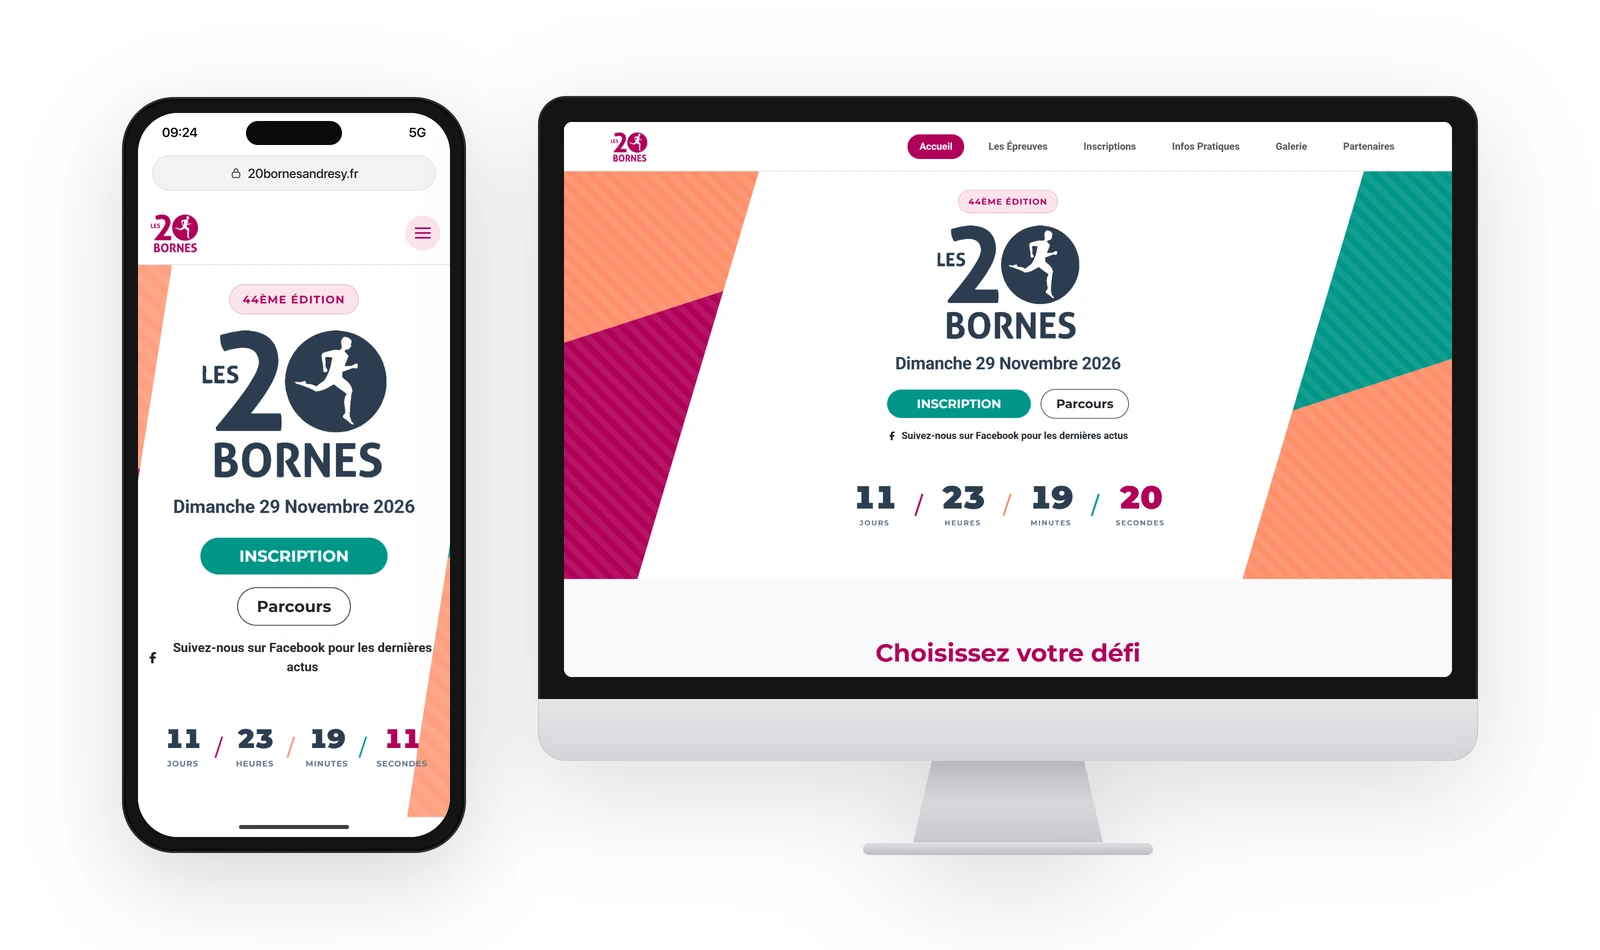 09:24
5G
20bornesandresy.fr
LES 20
BORNES
44ÈME ÉDITION
LES 20
BORNES
Dimanche 29 Novembre 2026
INSCRIPTION
Parcours
Suivez-nous sur Facebook pour les dernières
actus
11 / 23 / 19 / 11
JOURS HEURES MINUTES SECONDES
LES 20
BORNES
Accueil Les Épreuves Inscriptions Infos Pratiques Galerie Partenaires
44ÈME ÉDITION
LES 20
BORNES
Dimanche 29 Novembre 2026
INSCRIPTION Parcours
Suivez-nous sur Facebook pour les dernières actus
11 / 23 / 19 / 20
JOURS HEURES MINUTES SECONDES
Choisissez votre défi